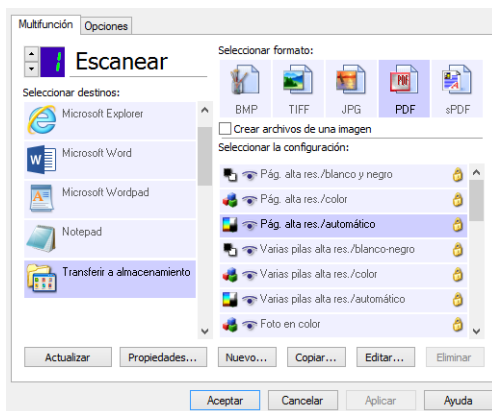 Multifunción
Opciones
1
Escanear
Seleccionar destinos:
Microsoft Explorer
Microsoft Word
Microsoft Wordpad
Notepad
Transferir a almacenamiento
Seleccionar formato:
BMP
TIFF
JPG
PDF
sPDF
Crear archivos de una imagen
Seleccionar la configuración:
Pág. alta res./blanco y negro
Pág. alta res./color
Pág. alta res./automático
Varias pilas alta res./blanco-negro
Varias pilas alta res./color
Varias pilas alta res./automático
Foto en color
Actualizar
Propiedades...
Nuevo...
Copiar...
Editar...
Eliminar
Aceptar
Cancelar
Aplicar
Ayuda